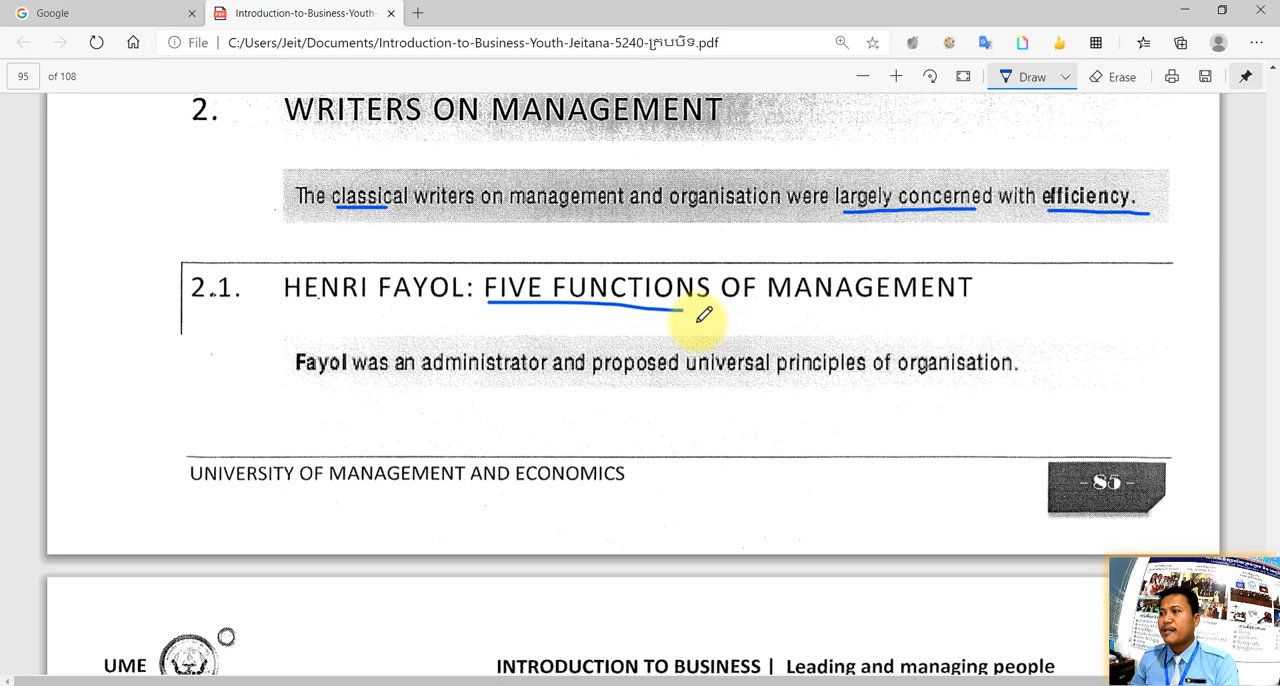 Google
Introduction-to-Business-Youth-
File
C:/Users/Jeit/Documents/Introduction-to-Business-Youth-Jeitana-5240-ក្របបិទ.pdf
95 of 108
Draw
Erase
2. WRITERS ON MANAGEMENT
The classical writers on management and organisation were largely concerned with efficiency.
2.1. HENRI FAYOL: FIVE FUNCTIONS OF MANAGEMENT
Fayol was an administrator and proposed universal principles of organisation.
UNIVERSITY OF MANAGEMENT AND ECONOMICS
- 85 -
UME
INTRODUCTION TO BUSINESS | Leading and managing people